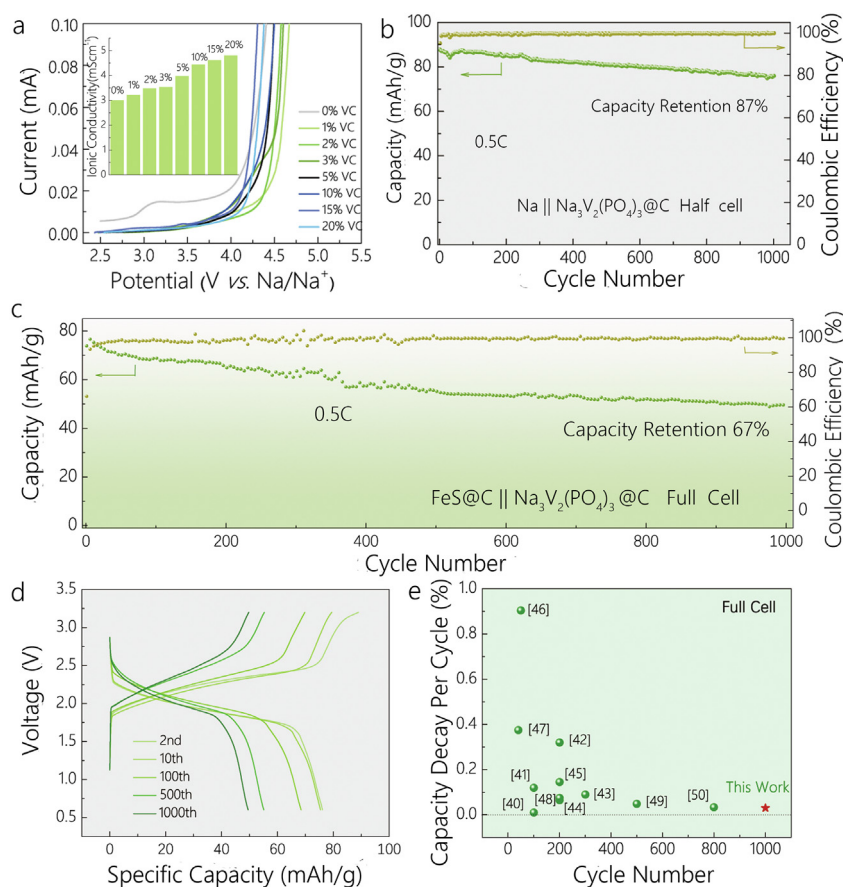 a
Current (mA)
0.10
0.08
0.06
0.04
0.02
0.00
2.5 3.0 3.5 4.0 4.5 5.0
Potential (V vs. Na/Na⁺)
Ionic Conductivity(mScm⁻¹)
5
4
3
2
1
0
0% 1% 2% 3% 5% 10% 15% 20%
0% VC
1% VC
2% VC
3% VC
5% VC
10% VC
15% VC
20% VC
b
Capacity (mAh/g)
100
80
60
40
20
0
0 200 400 600 800 1000
Cycle Number
100
80
60
40
20
0
Coulombic Efficiency (%)
Capacity Retention 87%
0.5C
Na || Na₃V₂(PO₄)₃@C Half cell
c
Capacity (mAh/g)
80
60
40
20
0
0 200 400 600 800 1000
Cycle Number
100
80
60
40
20
0
Coulombic Efficiency (%)
0.5C
Capacity Retention 67%
FeS@C || Na₃V₂(PO₄)₃@C Full Cell
d
Voltage (V)
3.5
3.0
2.5
2.0
1.5
1.0
0.5
0 20 40 60 80 100
Specific Capacity (mAh/g)
2nd
10th
100th
500th
1000th
e
Capacity Decay Per Cycle (%)
1.0
0.8
0.6
0.4
0.2
0.0
0 200 400 600 800 1000
Cycle Number
Full Cell
[46]
[47]
[42]
[45]
[41]
[43]
[48]
[44]
[40]
[49]
[50]
This Work